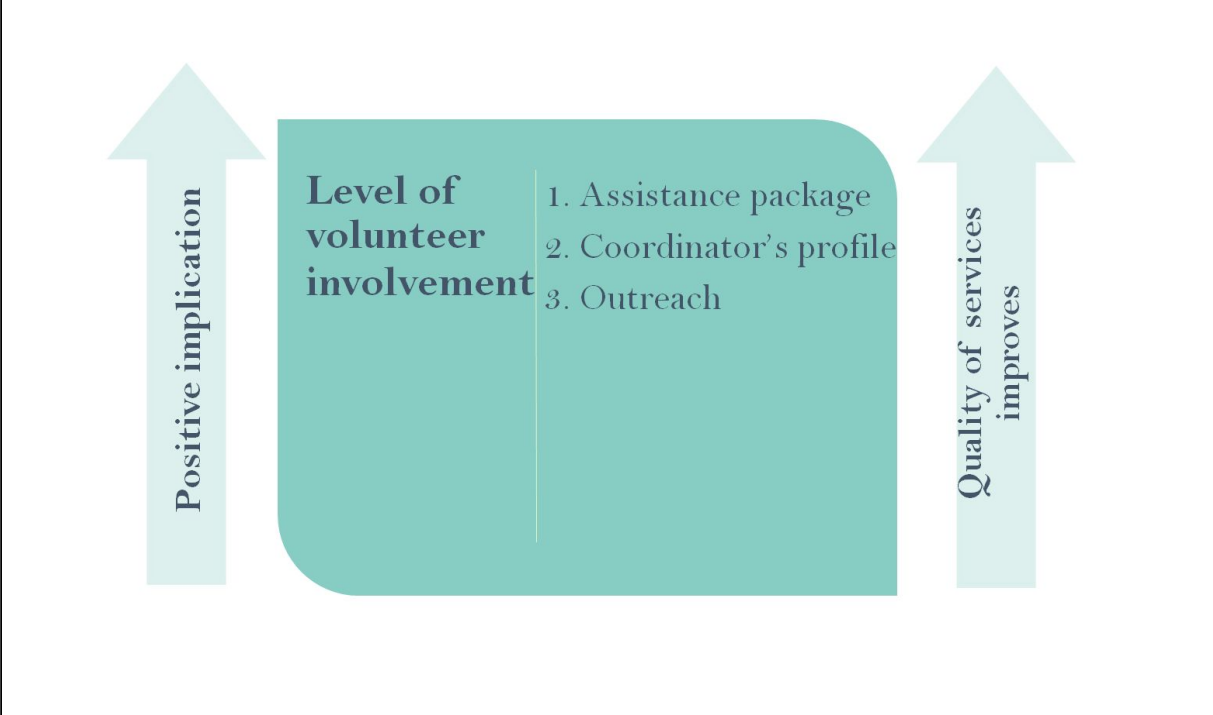 Positive implication
Level of
volunteer
involvement
1. Assistance package
2. Coordinator’s profile
3. Outreach
Quality of services
improves